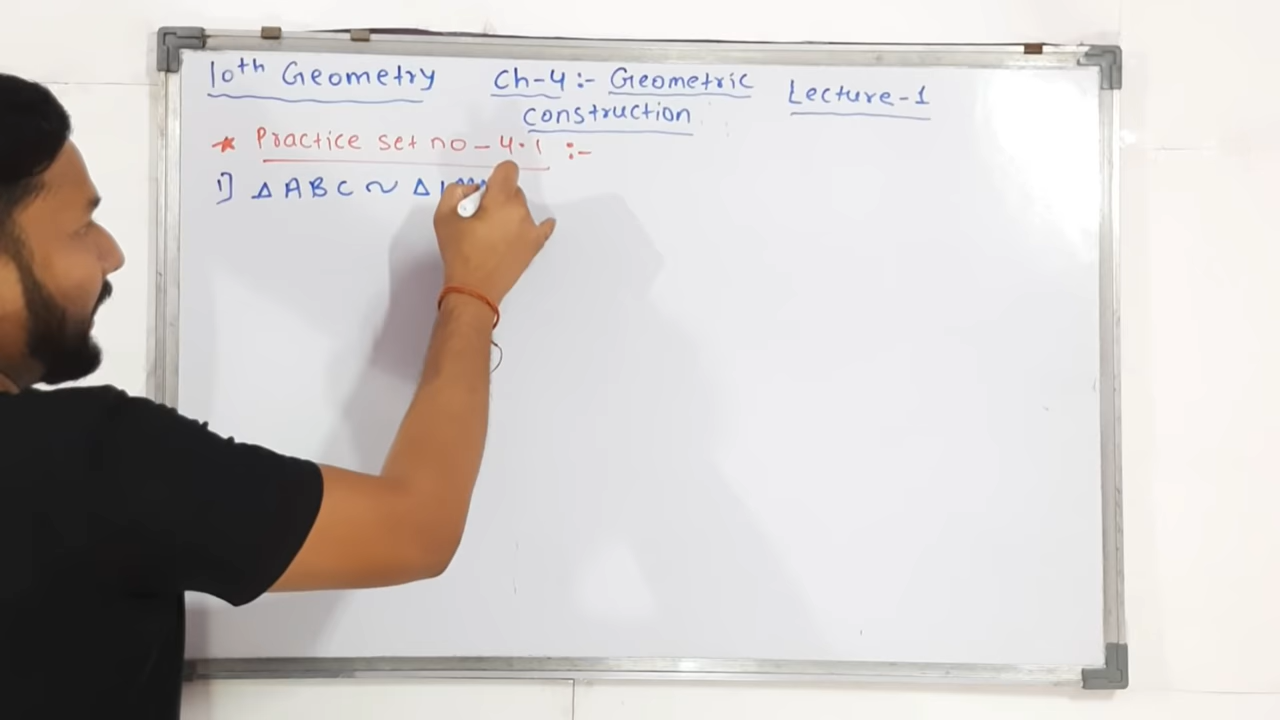 10th Geometry Ch-4:- Geometric Lecture-1
construction
* Practice set no - 4.1 :-
1] Δ ABC ~ Δ